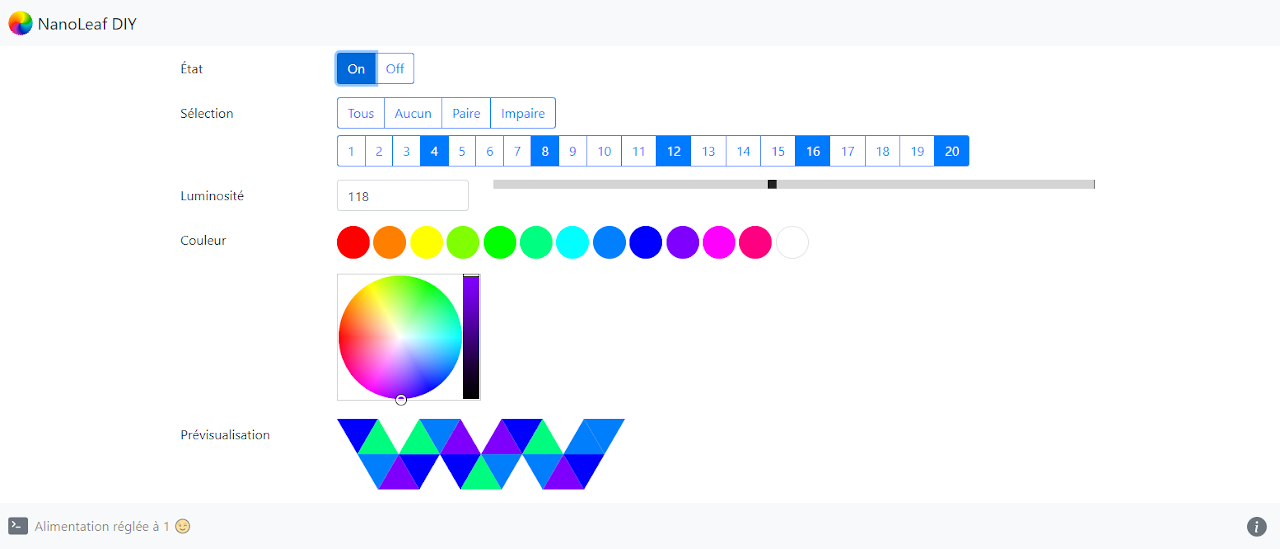 NanoLeaf DIY
État
On Off
Sélection
Tous Aucun Paire Impaire
1 2 3 4 5 6 7 8 9 10 11 12 13 14 15 16 17 18 19 20
Luminosité
118
Couleur
Prévisualisation
Alimentation réglée à 1 😉